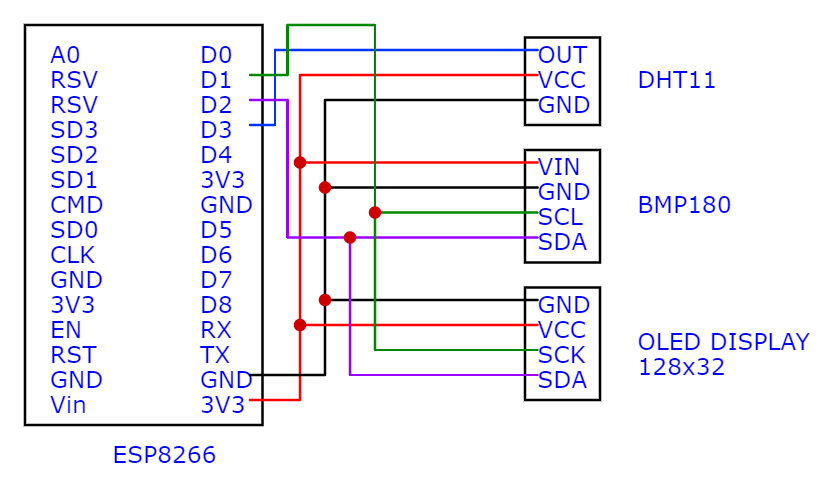 A0 D0
RSV D1
RSV D2
SD3 D3
SD2 D4
SD1 3V3
CMD GND
SD0 D5
CLK D6
GND D7
3V3 D8
EN RX
RST TX
GND GND
Vin 3V3
ESP8266
OUT
VCC
GND
DHT11
VIN
GND
SCL
SDA
BMP180
GND
VCC
SCK
SDA
OLED DISPLAY
128x32